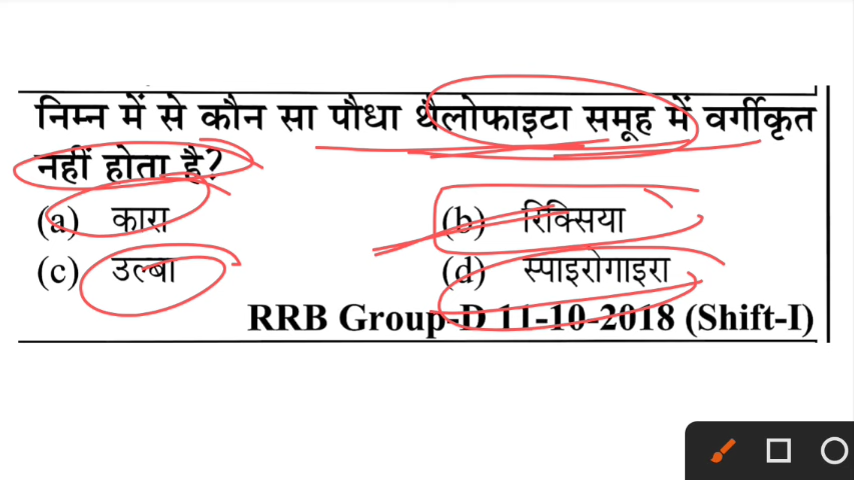 निम्न में से कौन सा पौधा थैलोफाइटा समूह में वर्गीकृत
नहीं होता है?
(a) कारा (b) रिक्सिया
(c) उल्बा (d) स्पाइरोगाइरा
RRB Group-D 11-10-2018 (Shift-I)